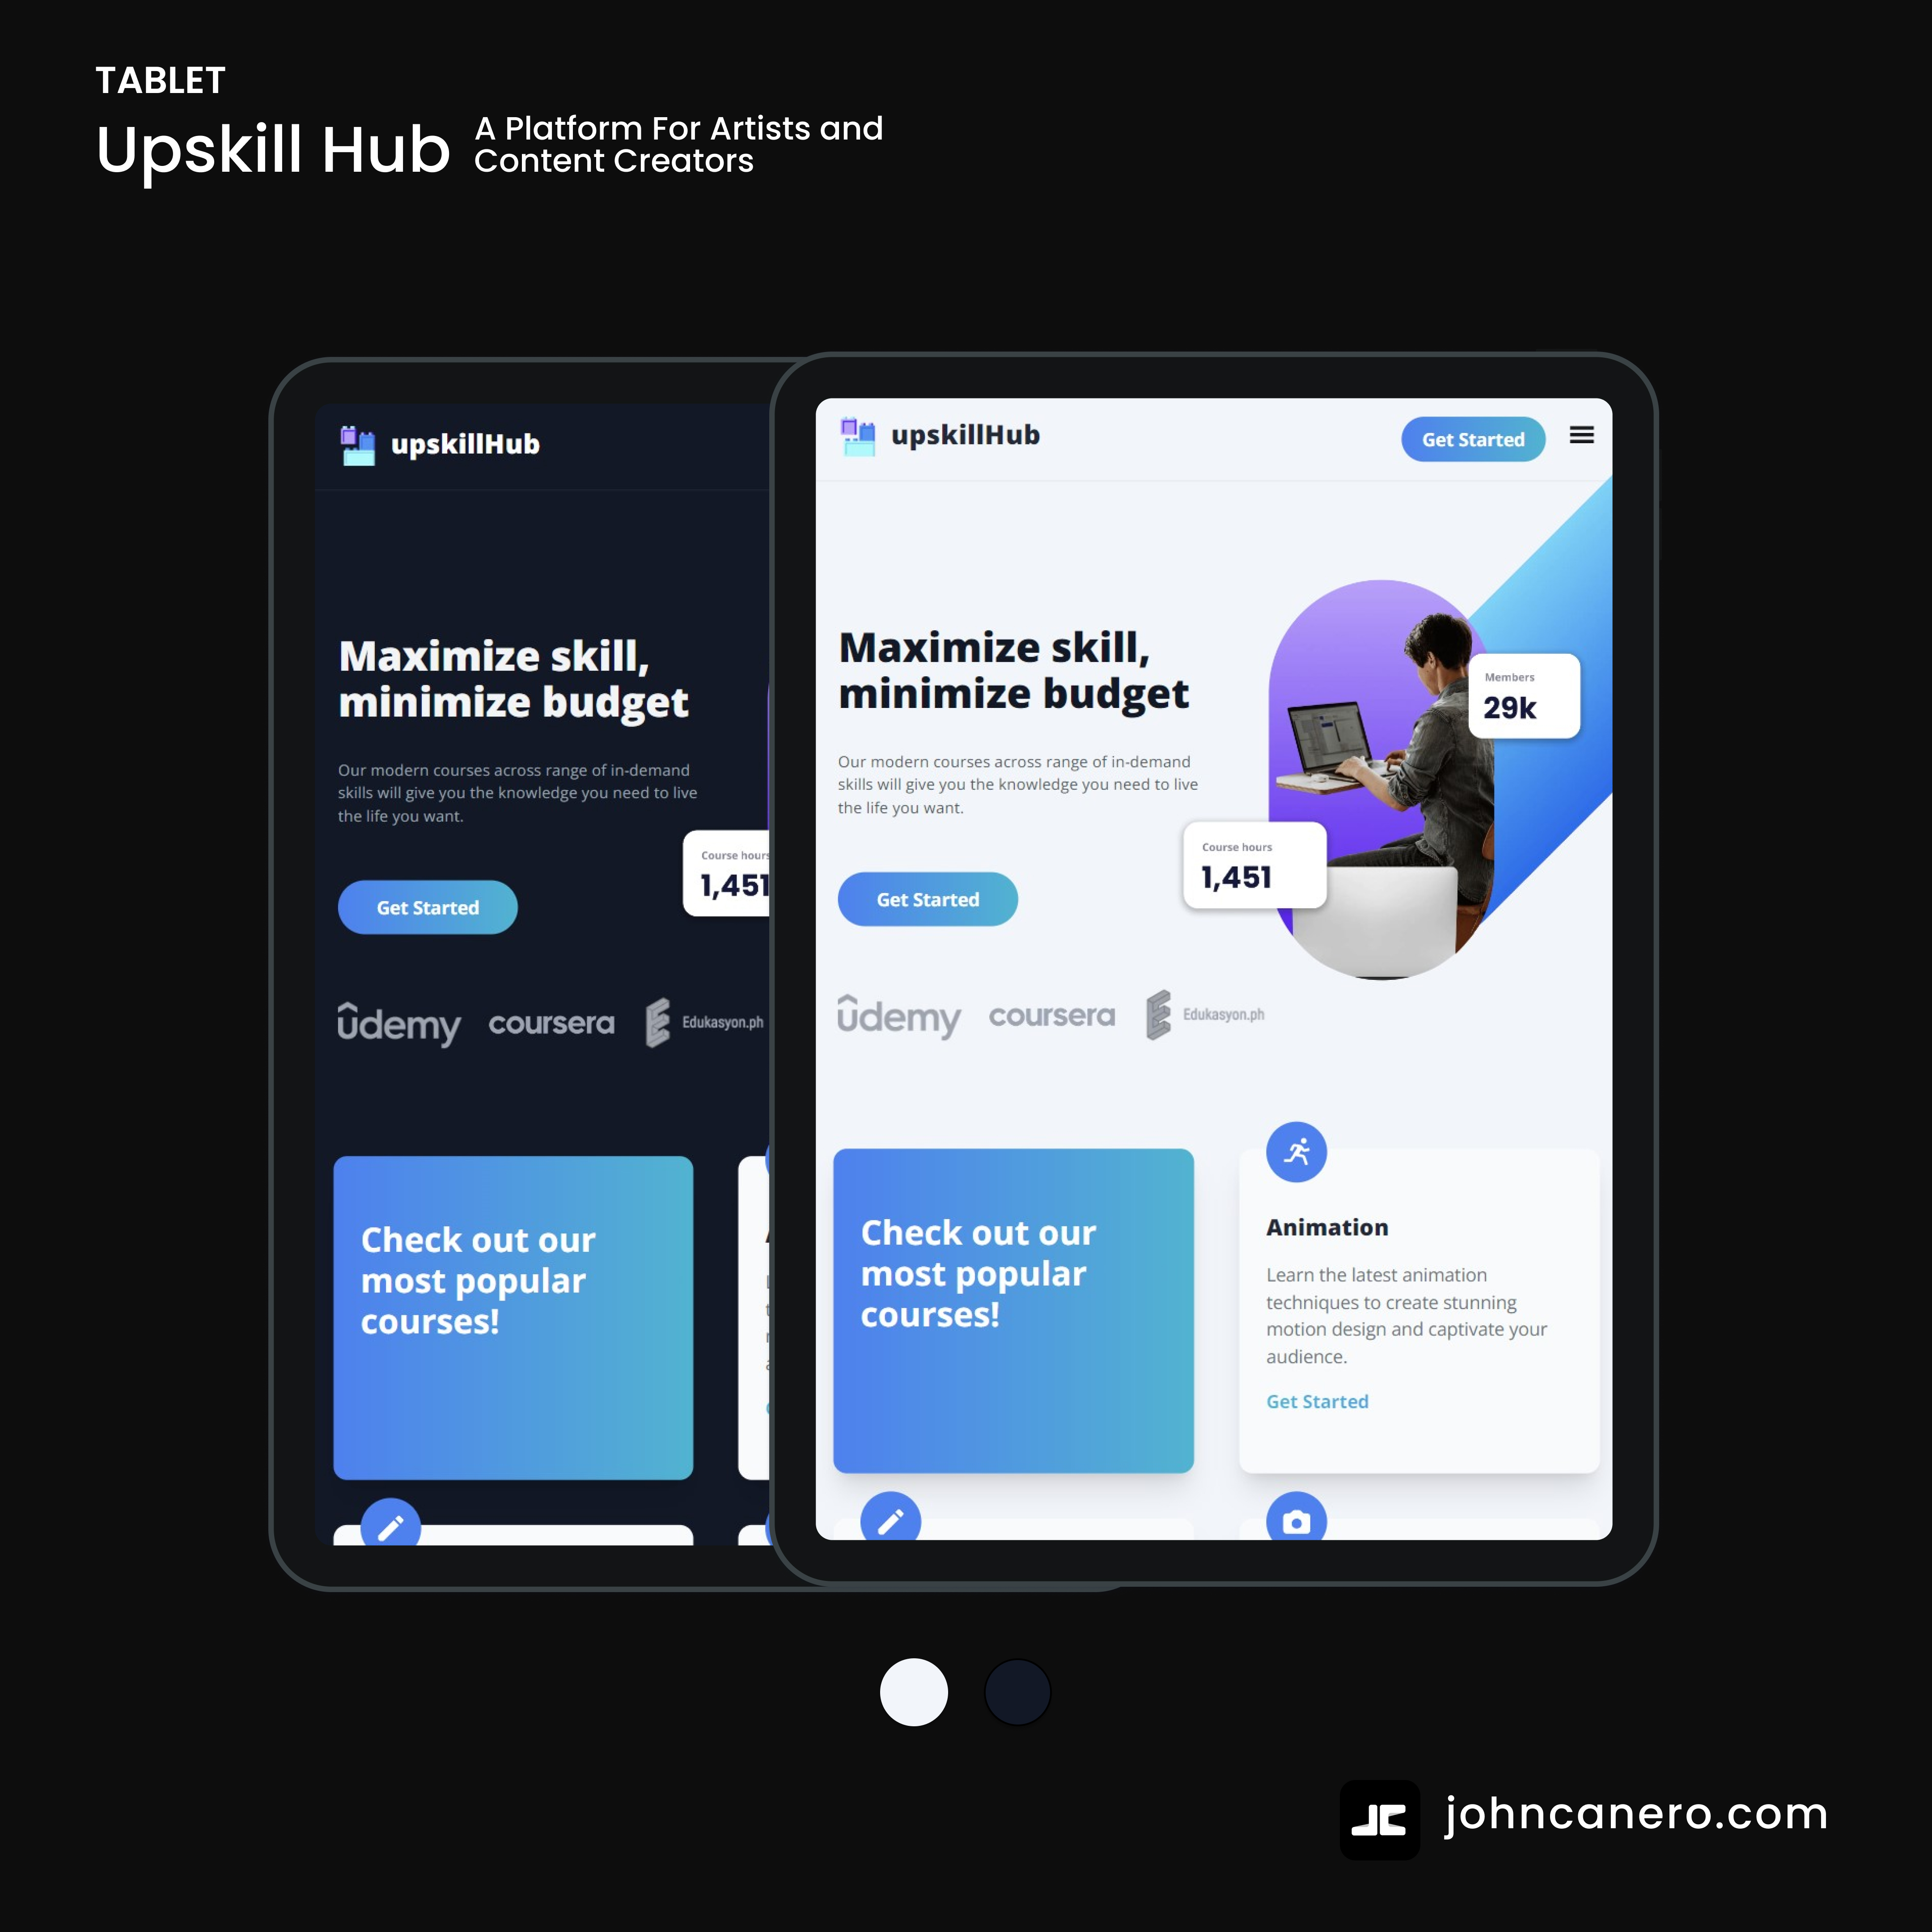 TABLET
Upskill Hub
A Platform For Artists and
Content Creators
upskillHub
Maximize skill,
minimize budget
Our modern courses across range of in-demand
skills will give you the knowledge you need to live
the life you want.
Course hours
1,451
Get Started
ûdemy
coursera
Edukasyon.ph
Check out our
most popular
courses!
upskillHub
Get Started
Maximize skill,
minimize budget
Our modern courses across range of in-demand
skills will give you the knowledge you need to live
the life you want.
Members
29k
Course hours
1,451
Get Started
ûdemy
coursera
Edukasyon.ph
Check out our
most popular
courses!
Animation
Learn the latest animation
techniques to create stunning
motion design and captivate your
audience.
Get Started
JC
johncanero.com